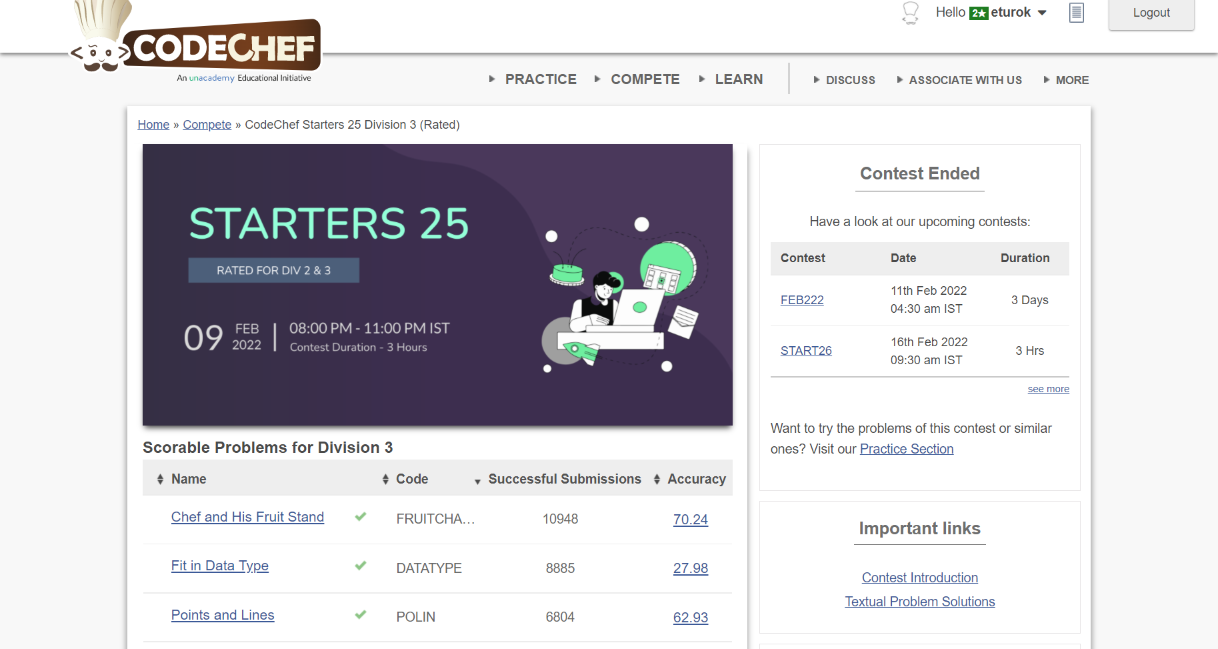 Hello 2★ eturok
Logout
CODECHEF
An unacademy Educational Initiative
PRACTICE COMPETE LEARN DISCUSS ASSOCIATE WITH US MORE
Home » Compete » CodeChef Starters 25 Division 3 (Rated)
STARTERS 25
RATED FOR DIV 2 & 3
09 FEB 2022
08:00 PM - 11:00 PM IST
Contest Duration - 3 Hours
Scorable Problems for Division 3
Name Code Successful Submissions Accuracy
Chef and His Fruit Stand FRUITCHA... 10948 70.24
Fit in Data Type DATATYPE 8885 27.98
Points and Lines POLIN 6804 62.93
Contest Ended
Have a look at our upcoming contests:
Contest Date Duration
FEB222 11th Feb 2022 04:30 am IST 3 Days
START26 16th Feb 2022 09:30 am IST 3 Hrs
see more
Want to try the problems of this contest or similar
ones? Visit our Practice Section
Important links
Contest Introduction
Textual Problem Solutions